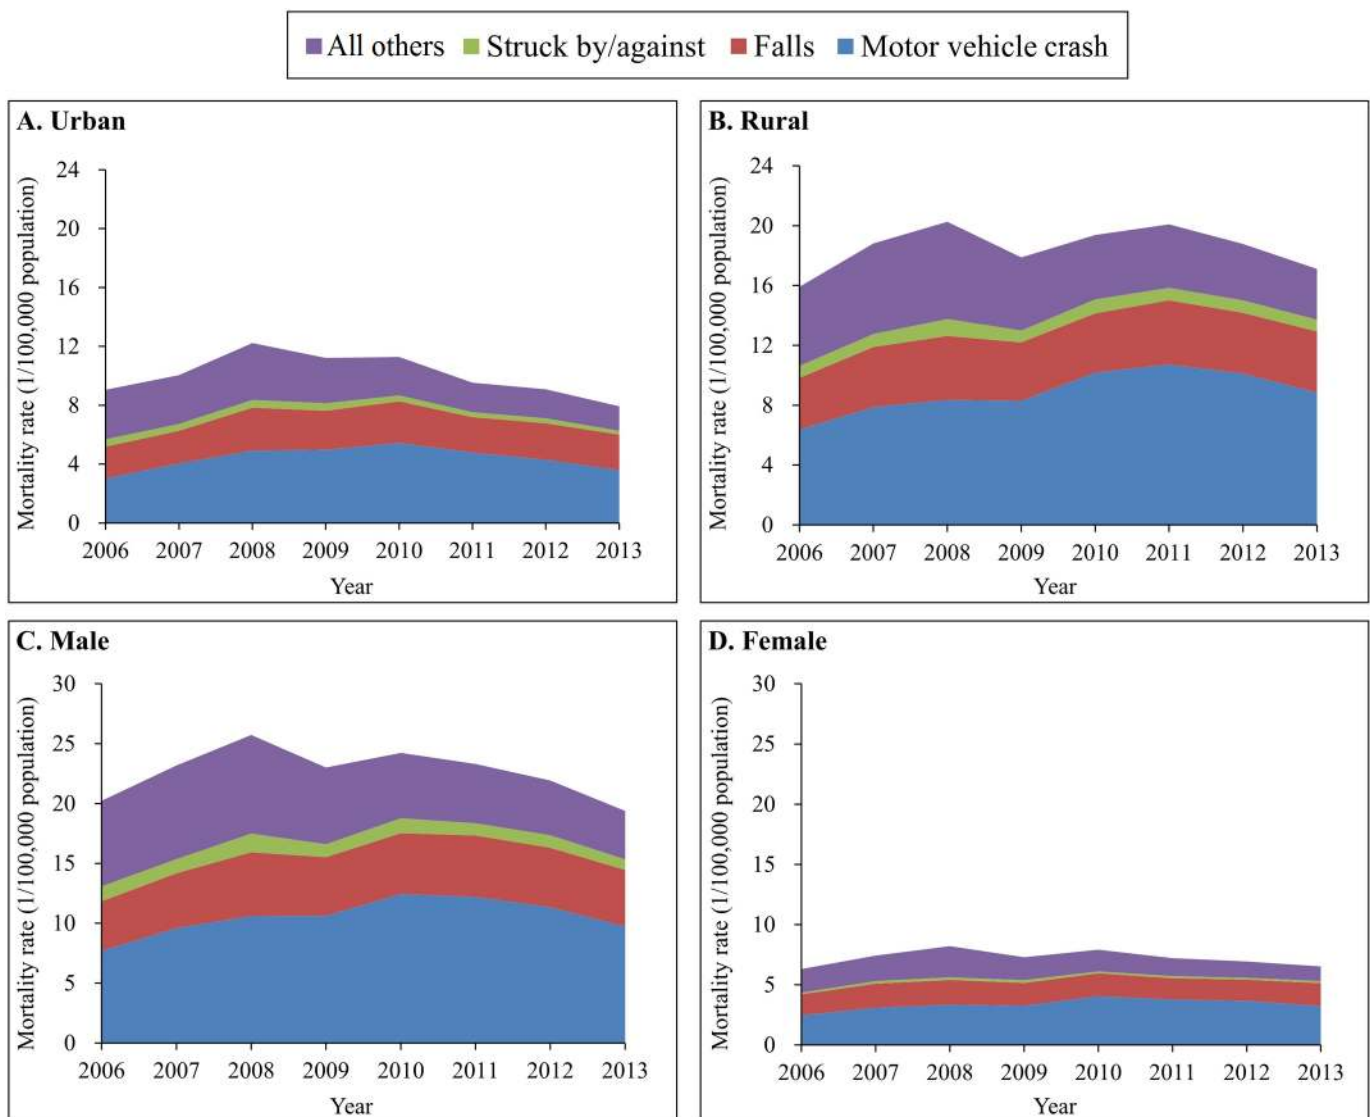 All others Struck by/against Falls Motor vehicle crash
A. Urban
Mortality rate (1/100,000 population)
24
20
16
12
8
4
0
2006 2007 2008 2009 2010 2011 2012 2013
Year
B. Rural
Mortality rate (1/100,000 population)
24
20
16
12
8
4
0
2006 2007 2008 2009 2010 2011 2012 2013
Year
C. Male
Mortality rate (1/100,000 population)
30
25
20
15
10
5
0
2006 2007 2008 2009 2010 2011 2012 2013
Year
D. Female
Mortality rate (1/100,000 population)
30
25
20
15
10
5
0
2006 2007 2008 2009 2010 2011 2012 2013
Year